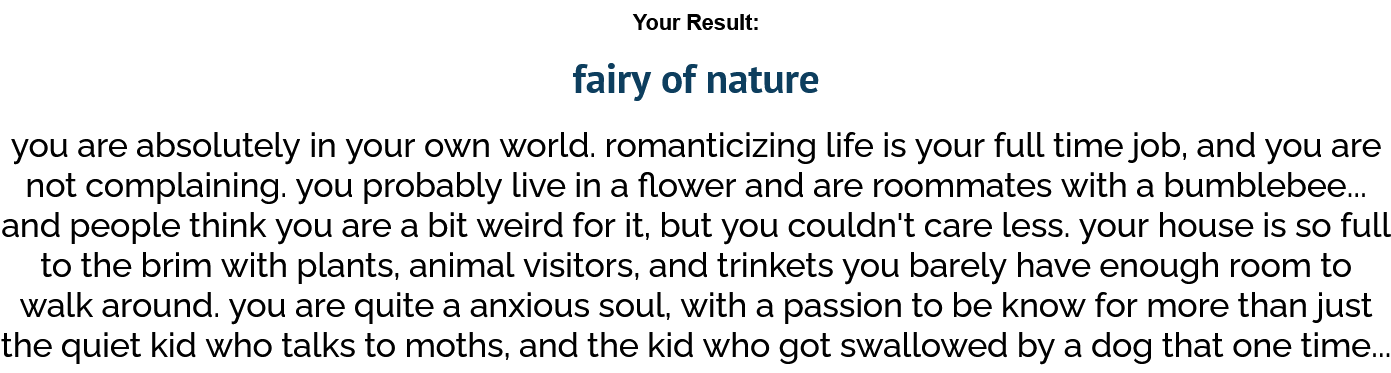 Your Result:
fairy of nature
you are absolutely in your own world. romanticizing life is your full time job, and you are
not complaining. you probably live in a flower and are roommates with a bumblebee...
and people think you are a bit weird for it, but you couldn't care less. your house is so full
to the brim with plants, animal visitors, and trinkets you barely have enough room to
walk around. you are quite a anxious soul, with a passion to be know for more than just
the quiet kid who talks to moths, and the kid who got swallowed by a dog that one time...